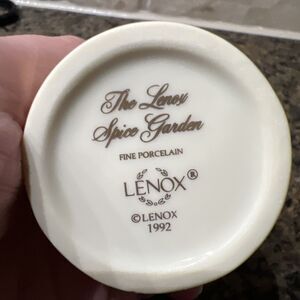 The Lenox
Spice Garden
FINE PORCELAIN
LENOX®
©LENOX
1992